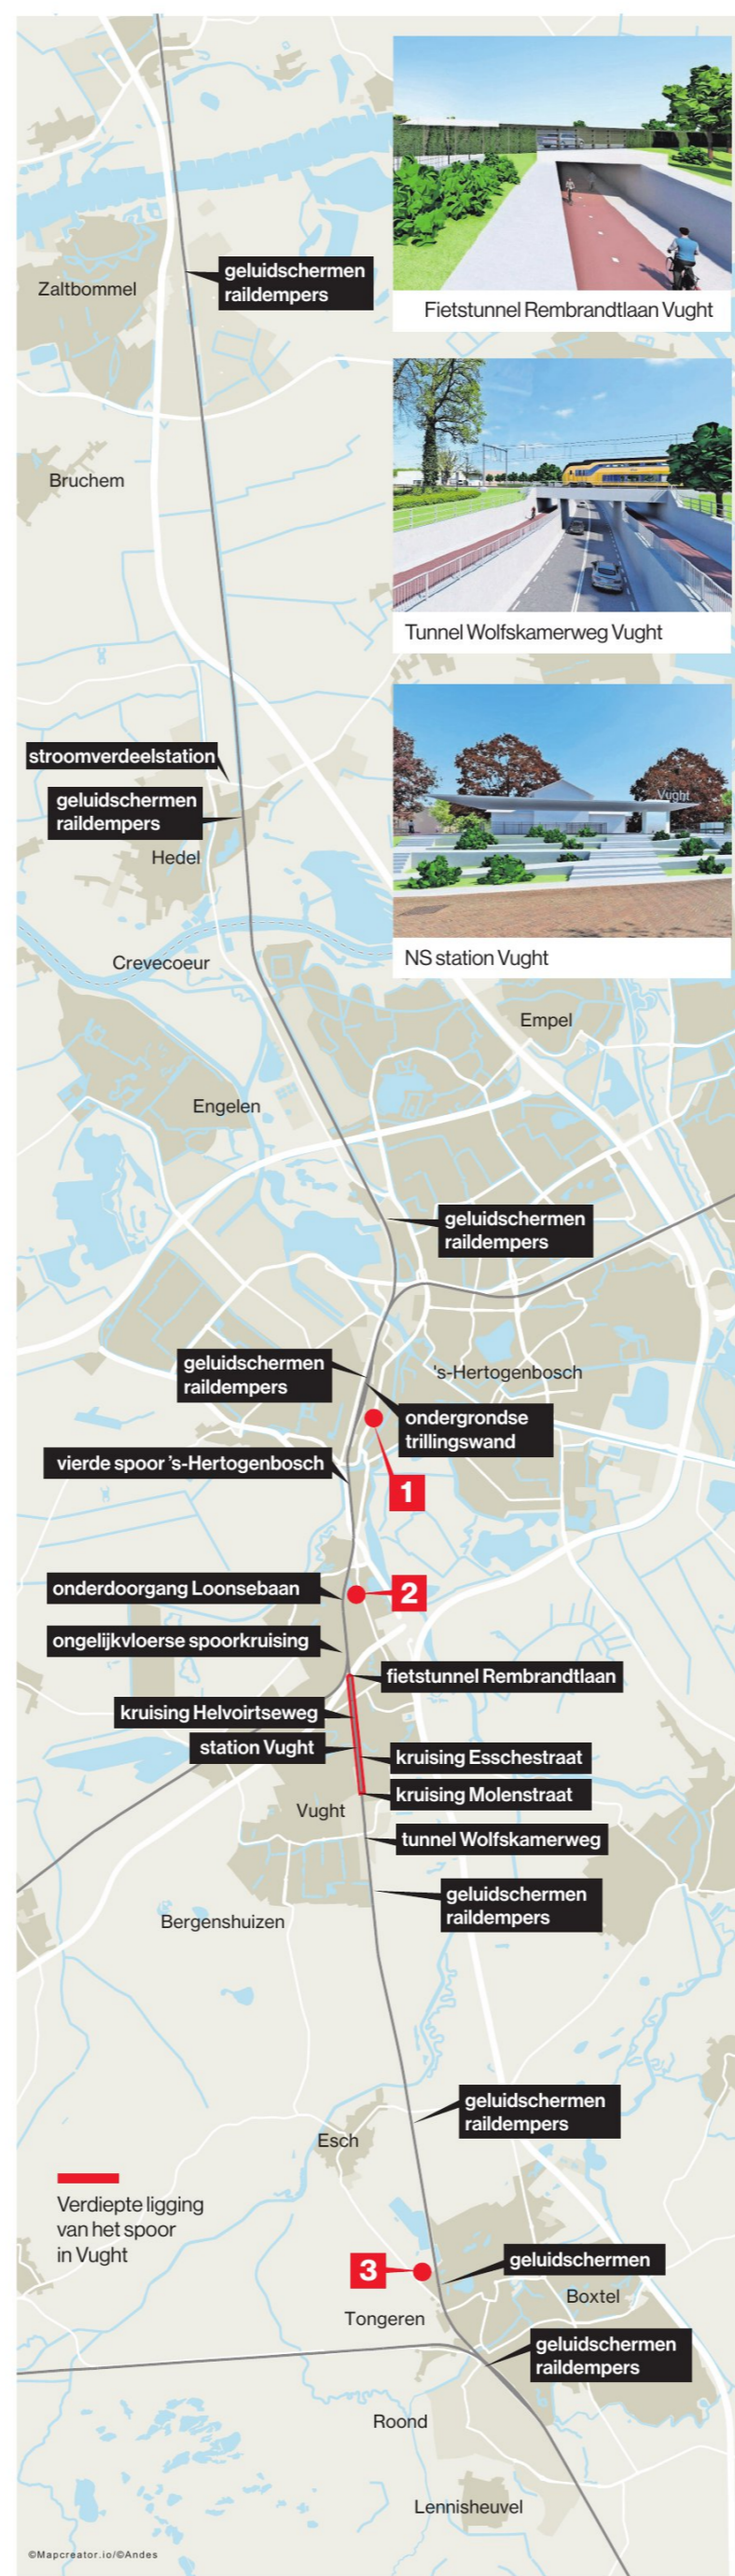 Fietstunnel Rembrandtlaan Vught
Zaltbommel
geluidschermen
raildempers
Bruchem
Tunnel Wolfskamerweg Vught
stroomverdeelstation
geluidschermen
raildempers
Hedel
Vught
NS station Vught
Crevecoeur
Empel
Engelen
geluidschermen
raildempers
geluidschermen
raildempers
's-Hertogenbosch
ondergrondse
trillingswand
vierde spoor 's-Hertogenbosch
1
onderdoorgang Loonsebaan
2
ongelijkvloerse spoorkruising
fietstunnel Rembrandtlaan
kruising Helvoirtseweg
station Vught
kruising Esschestraat
kruising Molenstraat
Vught
tunnel Wolfskamerweg
geluidschermen
raildempers
Bergenshuizen
geluidschermen
raildempers
Esch
Verdiepte ligging
van het spoor
in Vught
3
geluidschermen
Boxtel
Tongeren
geluidschermen
raildempers
Roond
Lennisheuvel
©Mapcreator.io/©Andes